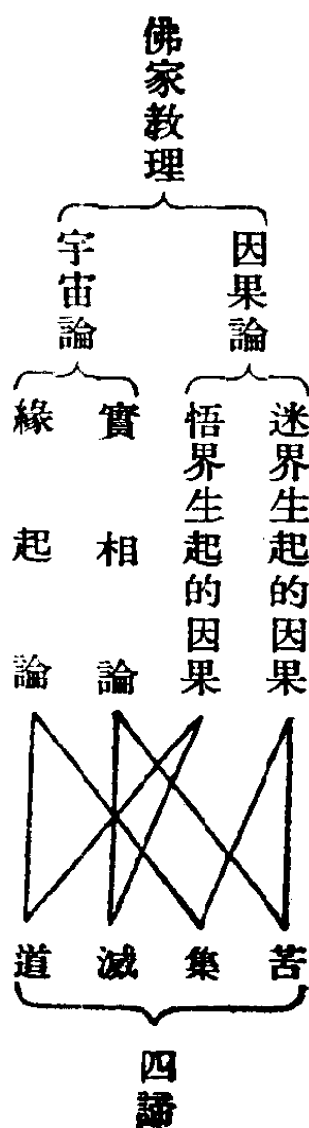 佛家教理
因果論
宇宙論
迷界生起的因果
悟界生起的因果
實相論
緣起論
苦
集
滅
道
四諦